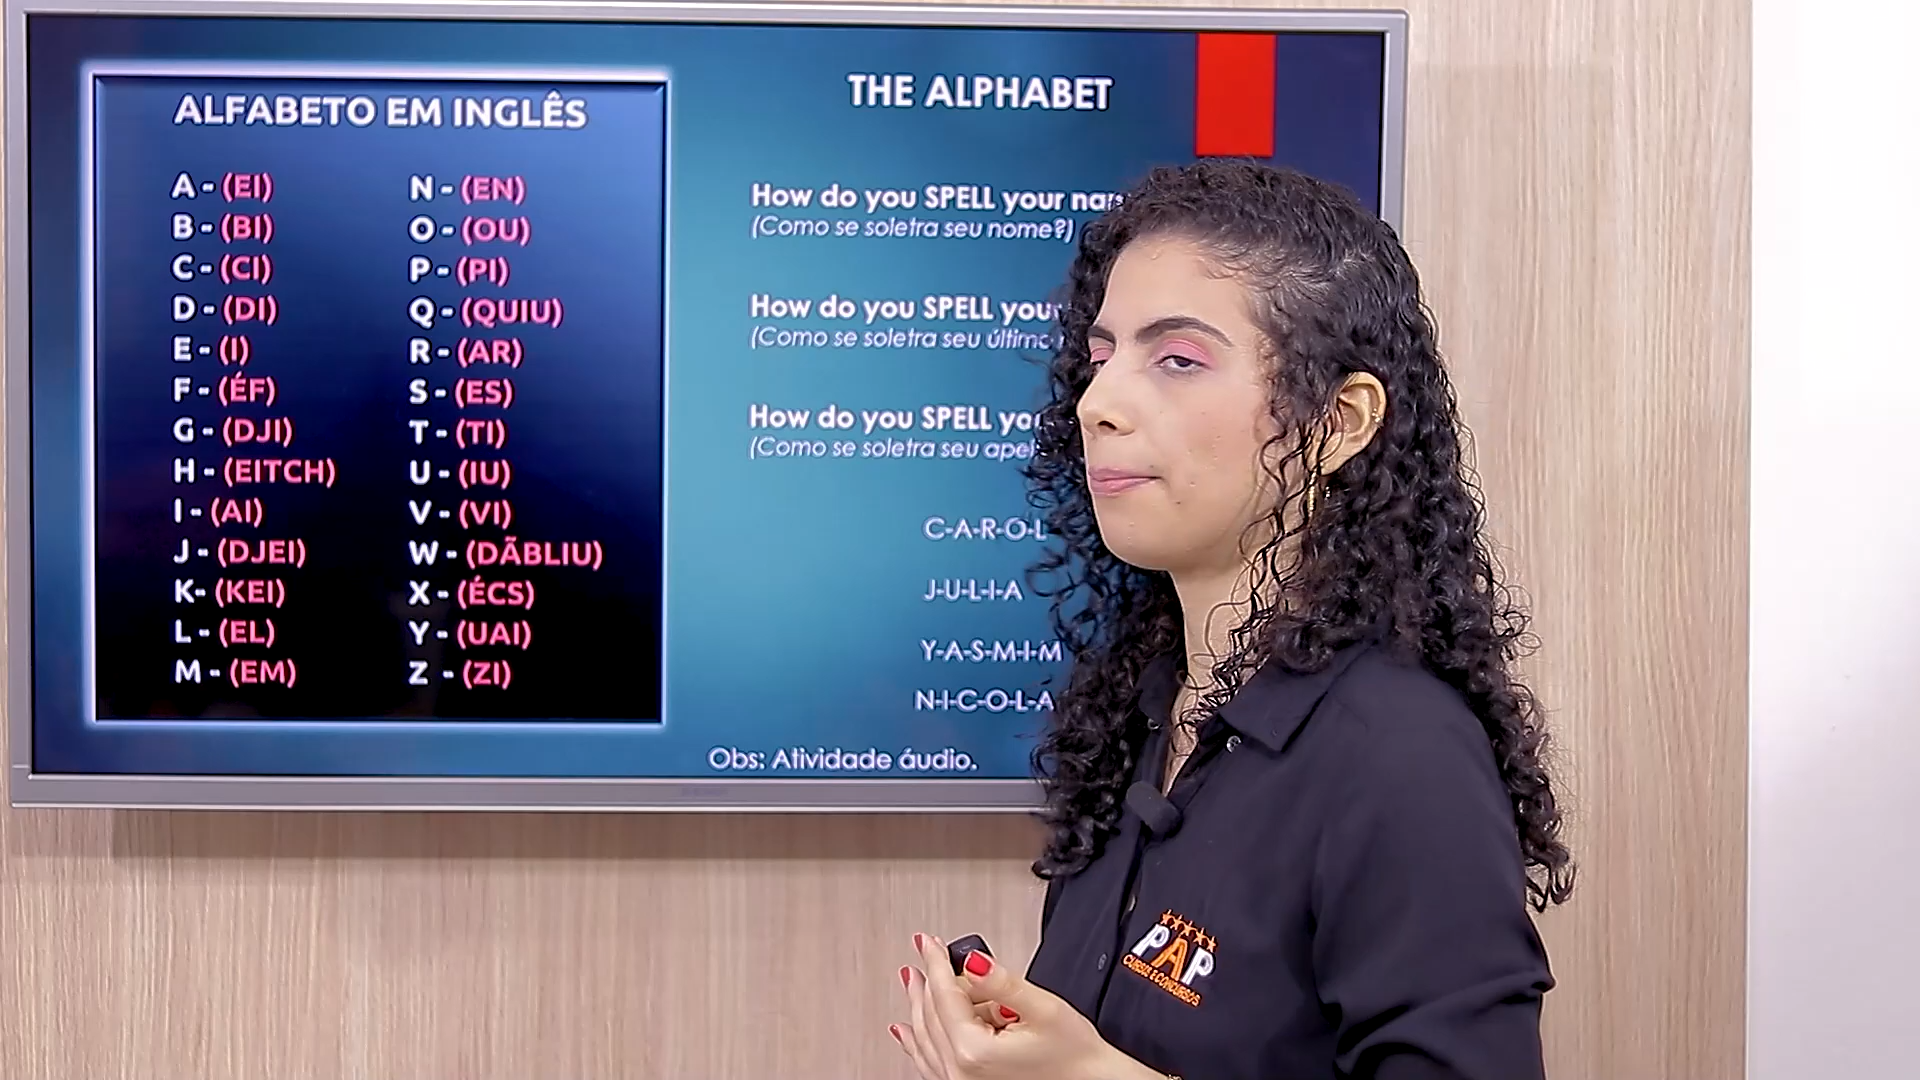 ALFABETO EM INGLÊS
A - (EI)
B - (BI)
C - (CI)
D - (DI)
E - (I)
F - (ÉF)
G - (DJI)
H - (EITCH)
I - (AI)
J - (DJEI)
K- (KEI)
L - (EL)
M - (EM)
N - (EN)
O - (OU)
P - (PI)
Q - (QUIU)
R - (AR)
S - (ES)
T - (TI)
U - (IU)
V - (VI)
W - (DÃBLIU)
X - (ÉCS)
Y - (UAI)
Z - (ZI)
THE ALPHABET
How do you SPELL your
(Como se soletra seu nome?)
How do you SPELL
(Como se soletra seu
How do you SPELL
(Como se soletra seu
C-A-R-O-L
J-U-L-I-A
Y-A-S-M-I-M
N-I-C-O-L-A
Obs: Atividade áudio.
PAP
CURSOS E CONCURSOS